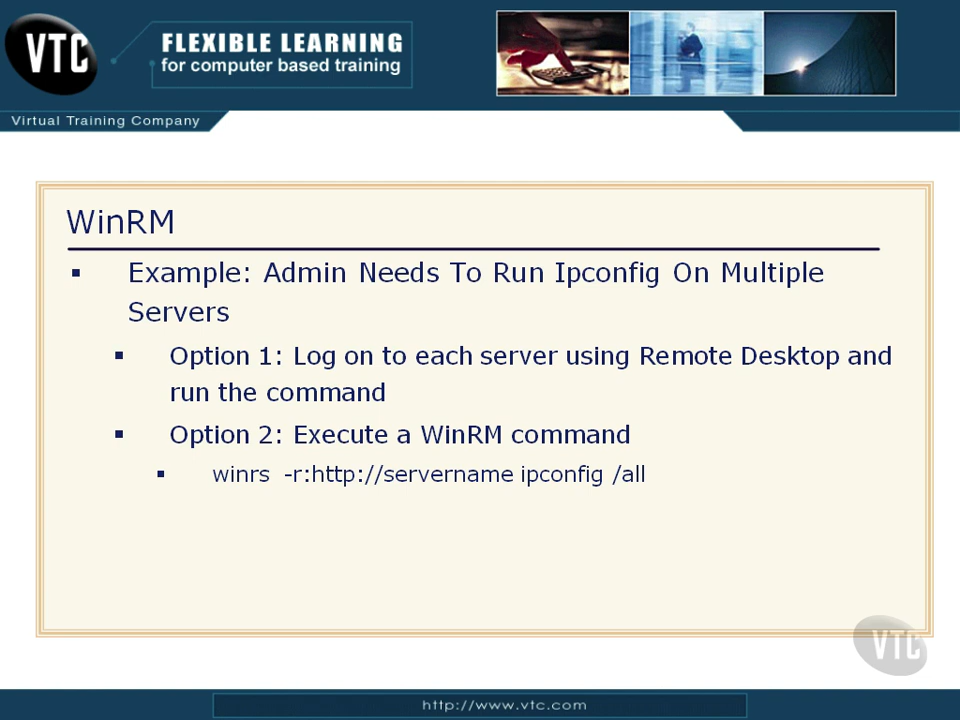 VTC
FLEXIBLE LEARNING
for computer based training
Virtual Training Company
WinRM
▪ Example: Admin Needs To Run Ipconfig On Multiple
Servers
▪ Option 1: Log on to each server using Remote Desktop and
run the command
▪ Option 2: Execute a WinRM command
▪ winrs -r:http://servername ipconfig /all
VTC
http://www.vtc.com